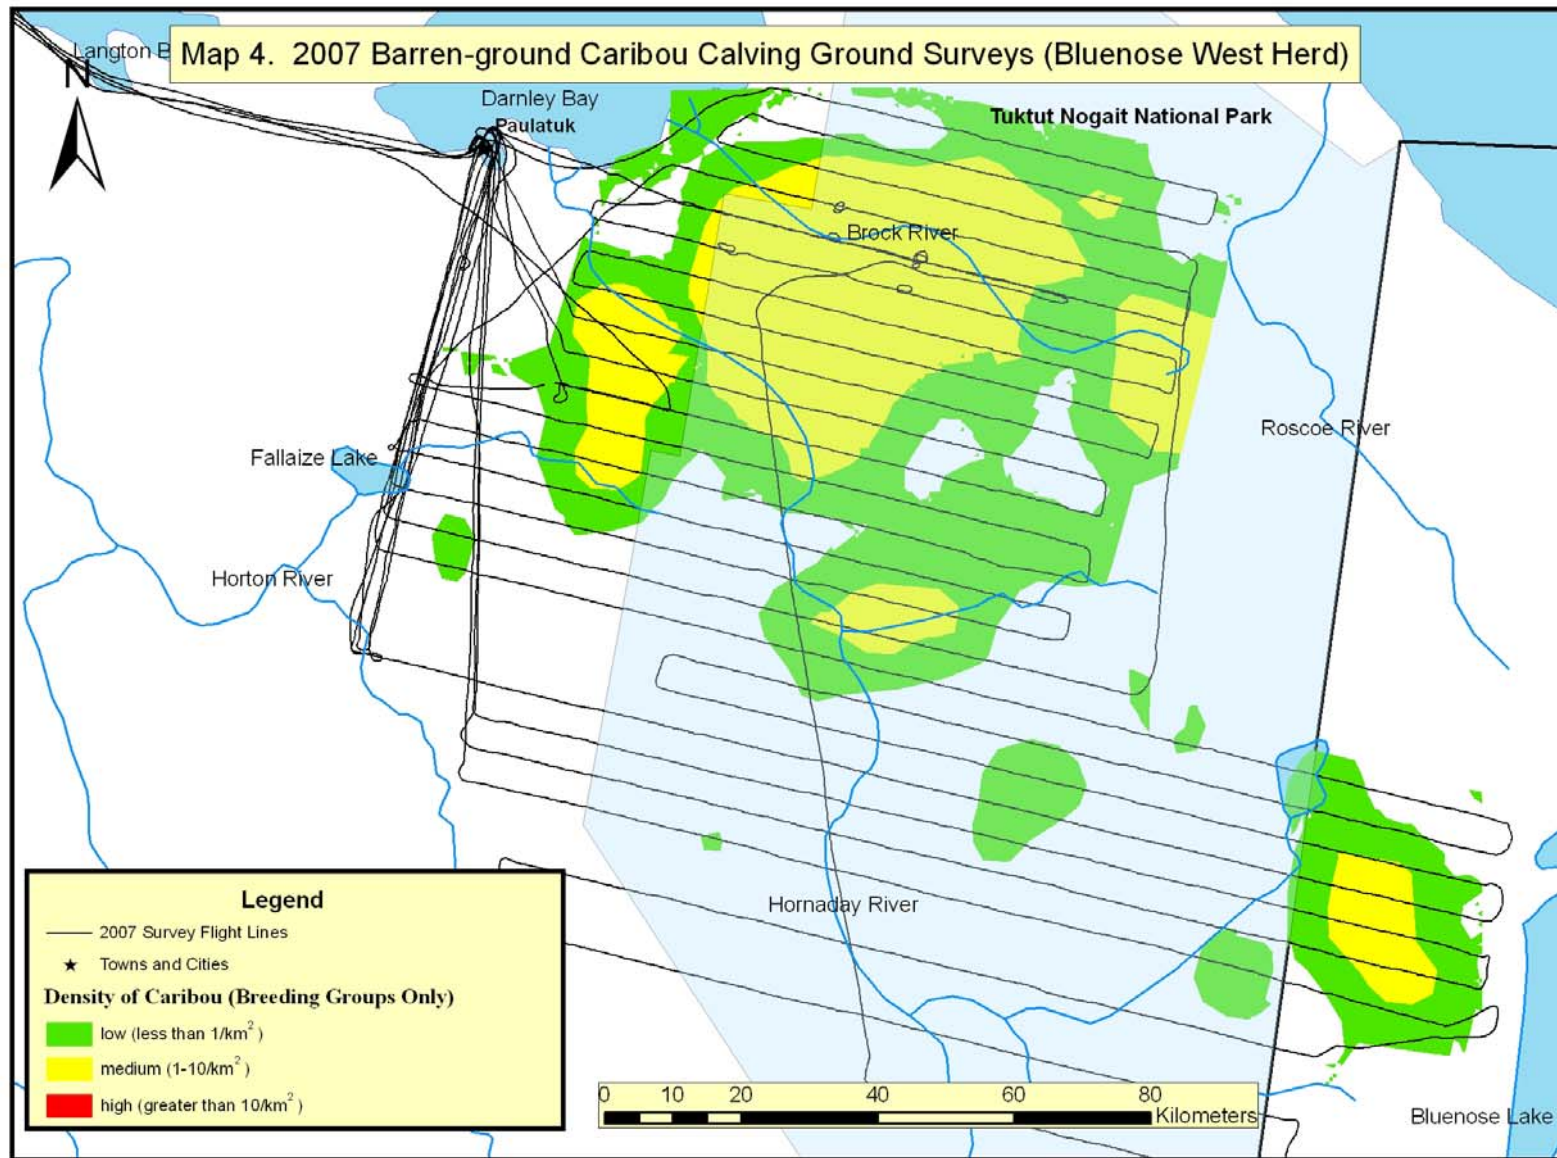 Langton B
Map 4. 2007 Barren-ground Caribou Calving Ground Surveys (Bluenose West Herd)
N
Darnley Bay
Paulatuk
Tuktut Nogait National Park
Brock River
Roscoe River
Fallaize Lake
Horton River
Hornaday River
Bluenose Lake
Legend
2007 Survey Flight Lines
Towns and Cities
Density of Caribou (Breeding Groups Only)
low (less than 1/km²)
medium (1-10/km²)
high (greater than 10/km²)
0 10 20 40 60 80
Kilometers